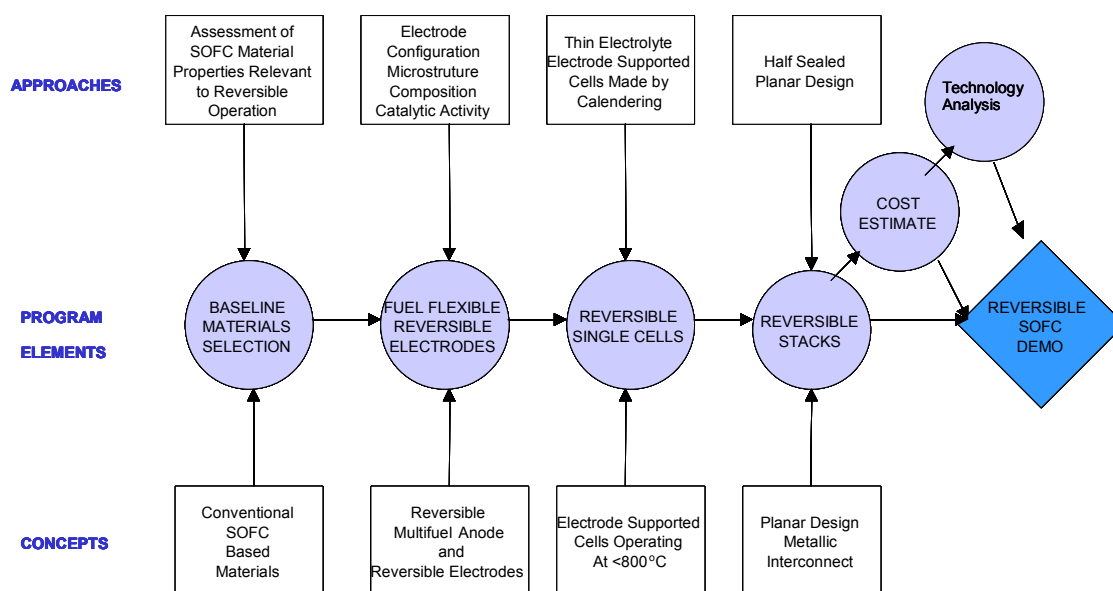 APPROACHES
Assessment of
SOFC Material
Properties Relevant
to Reversible
Operation
Electrode
Configuration
Microstruture
Composition
Catalytic Activity
Thin Electrolyte
Electrode Supported
Cells Made by
Calendering
Half Sealed
Planar Design
Technology
Analysis
COST
ESTIMATE
PROGRAM
ELEMENTS
BASELINE
MATERIALS
SELECTION
FUEL FLEXIBLE
REVERSIBLE
ELECTRODES
REVERSIBLE
SINGLE CELLS
REVERSIBLE
STACKS
REVERSIBLE
SOFC
DEMO
CONCEPTS
Conventional
SOFC
Based
Materials
Reversible
Multifuel Anode
and
Reversible Electrodes
Electrode Supported
Cells Operating
At <800°C
Planar Design
Metallic
Interconnect